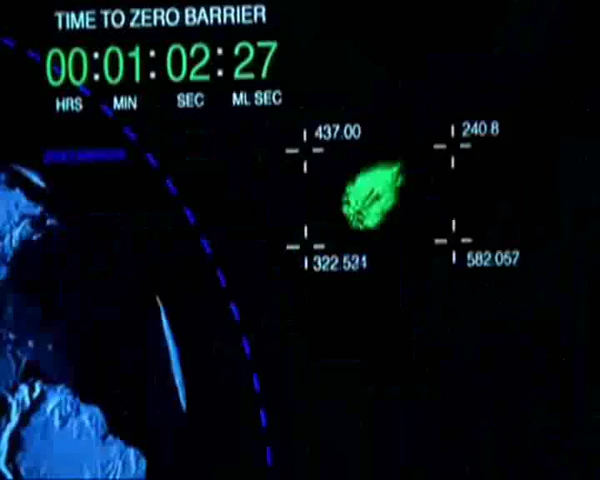 TIME TO ZERO BARRIER
00:01:02:27
HRS MIN SEC ML SEC
437.00
240.8
322.531
582.057